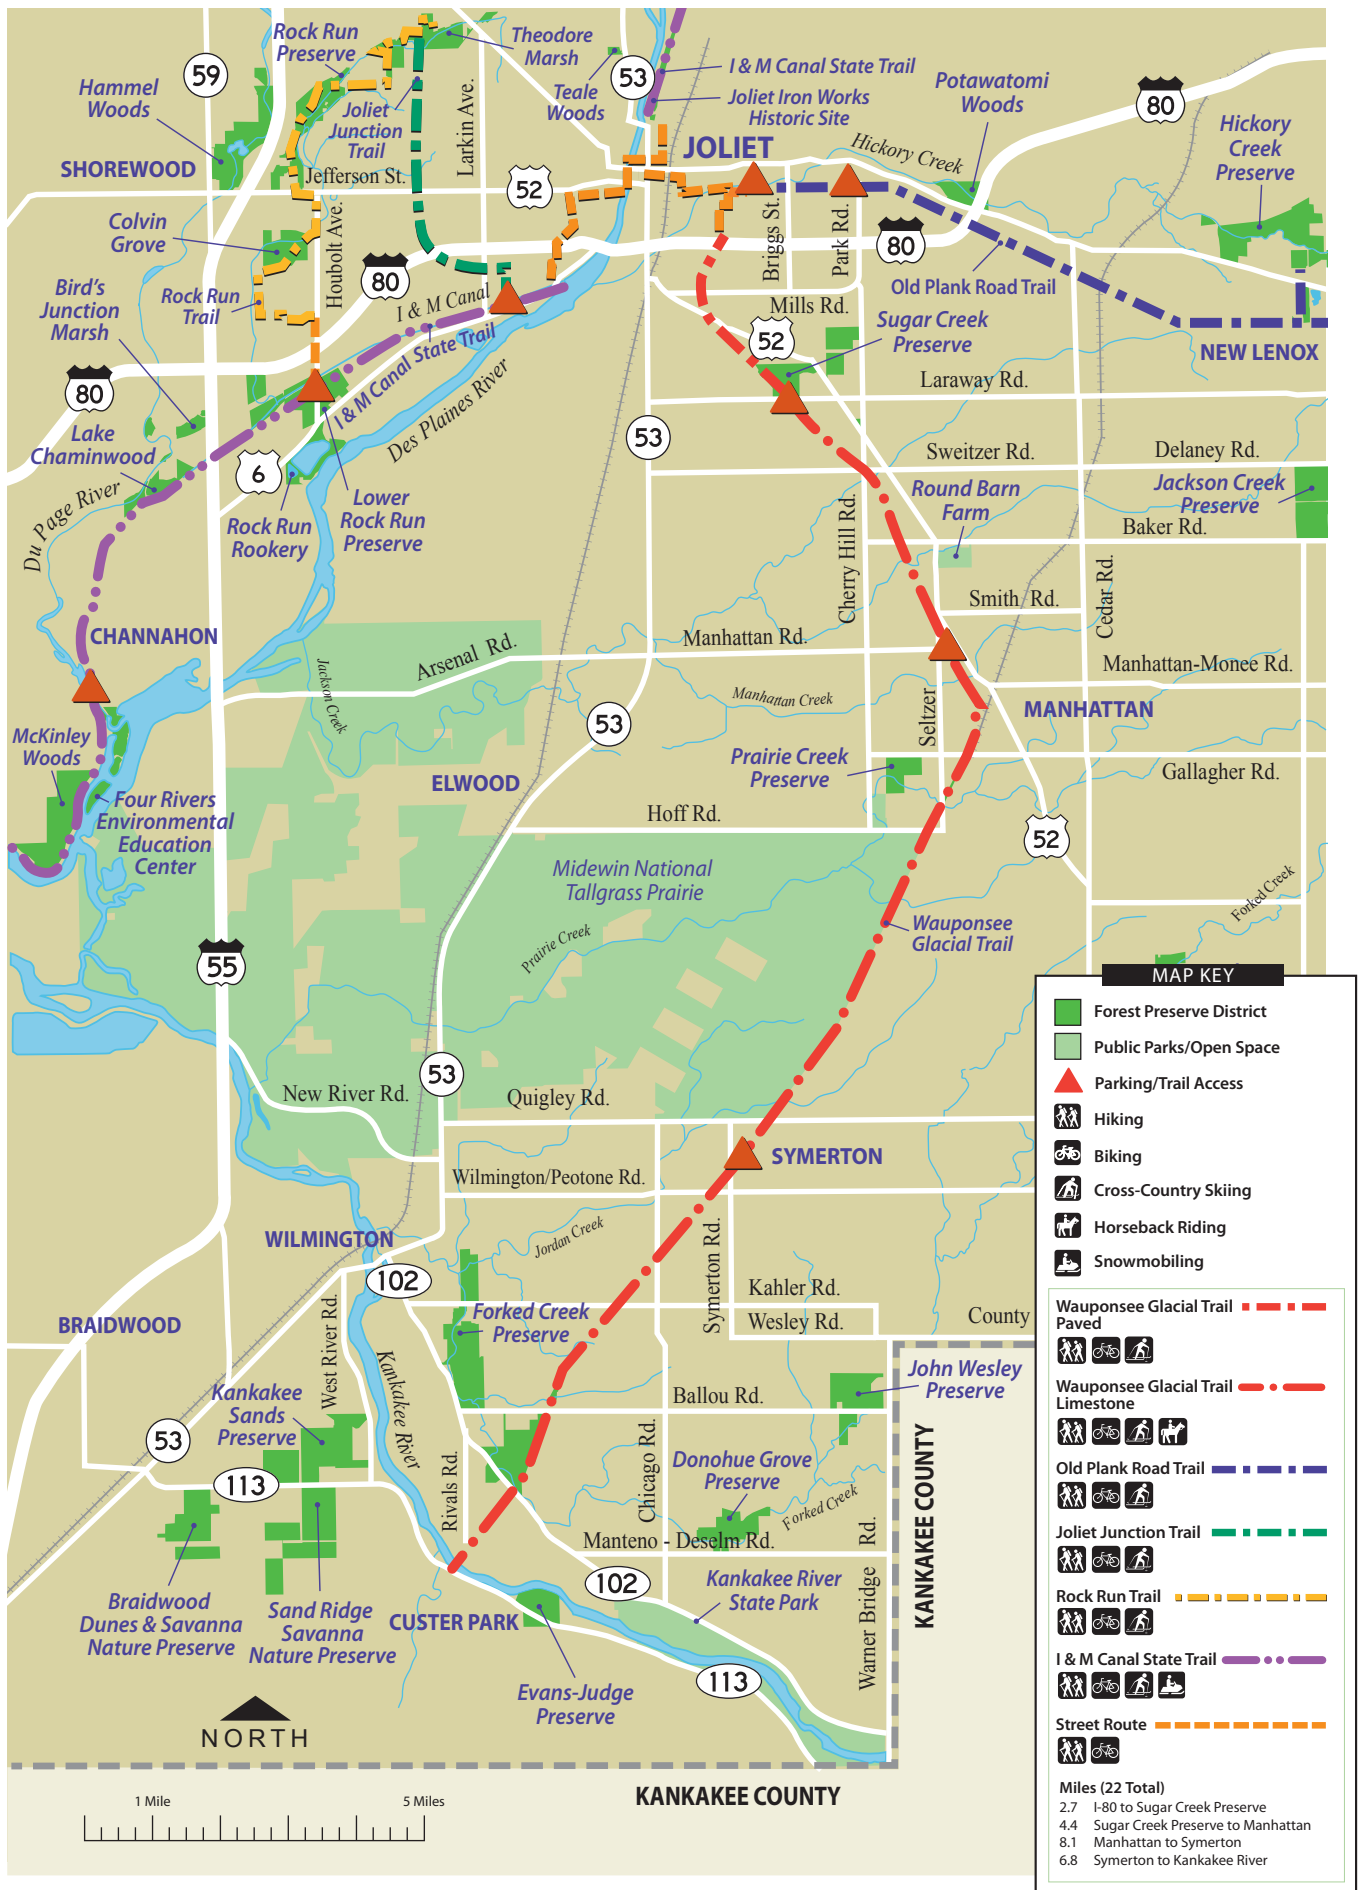 Rock Run
Preserve
Theodore
Marsh
59
53
Teale
Woods
I & M Canal State Trail
Joliet Iron Works
Historic Site
Potawatomi
Woods
80
Hammel
Woods
Joliet
Junction
Trail
Larkin Ave.
Hickory
Creek
Preserve
SHOREWOOD
JOLIET
Hickory Creek
Jefferson St.
52
Colvin
Grove
Houbolt Ave.
Briggs St.
Park Rd.
80
80
Old Plank Road Trail
Bird's
Junction
Marsh
Rock Run
Trail
I & M Canal
Mills Rd.
I & M Canal State Trail
52
Sugar Creek
Preserve
NEW LENOX
80
Des Plaines River
Laraway Rd.
Lake
Chaminwood
53
6
Sweitzer Rd.
Delaney Rd.
Du Page River
Lower
Rock Run
Preserve
Rock Run
Rookery
Round Barn
Farm
Jackson Creek
Preserve
Baker Rd.
Cherry Hill Rd.
Cedar Rd.
Smith Rd.
CHANNAHON
Arsenal Rd.
Manhattan Rd.
Manhattan-Monee Rd.
Jackson Creek
Manhattan Creek
Seltzer
MANHATTAN
53
McKinley
Woods
Prairie Creek
Preserve
Gallagher Rd.
ELWOOD
Four Rivers
Environmental
Education
Center
Hoff Rd.
52
Midewin National
Tallgrass Prairie
Forked Creek
Prairie Creek
Wauponsee
Glacial Trail
55
53
New River Rd.
Quigley Rd.
SYMERTON
Wilmington/Peotone Rd.
Jordan Creek
Symerton Rd.
WILMINGTON
102
Kahler Rd.
Wesley Rd.
County
BRAIDWOOD
West River Rd.
Forked Creek
Preserve
Kankakee River
John Wesley
Preserve
Kankakee
Sands
Preserve
Ballou Rd.
53
Chicago Rd.
KANKAKEE COUNTY
Donohue Grove
Preserve
113
Rivals Rd.
Forked Creek
Manteno - Deselm Rd.
Warner Bridge Rd.
102
Kankakee River
State Park
Braidwood
Dunes & Savanna
Nature Preserve
Sand Ridge
Savanna
Nature Preserve
CUSTER PARK
113
Evans-Judge
Preserve
NORTH
KANKAKEE COUNTY
1 Mile
5 Miles
MAP KEY
Forest Preserve District
Public Parks/Open Space
Parking/Trail Access
Hiking
Biking
Cross-Country Skiing
Horseback Riding
Snowmobiling
Wauponsee Glacial Trail
Paved
Wauponsee Glacial Trail
Limestone
Old Plank Road Trail
Joliet Junction Trail
Rock Run Trail
I & M Canal State Trail
Street Route
Miles (22 Total)
2.7 I-80 to Sugar Creek Preserve
4.4 Sugar Creek Preserve to Manhattan
8.1 Manhattan to Symerton
6.8 Symerton to Kankakee River